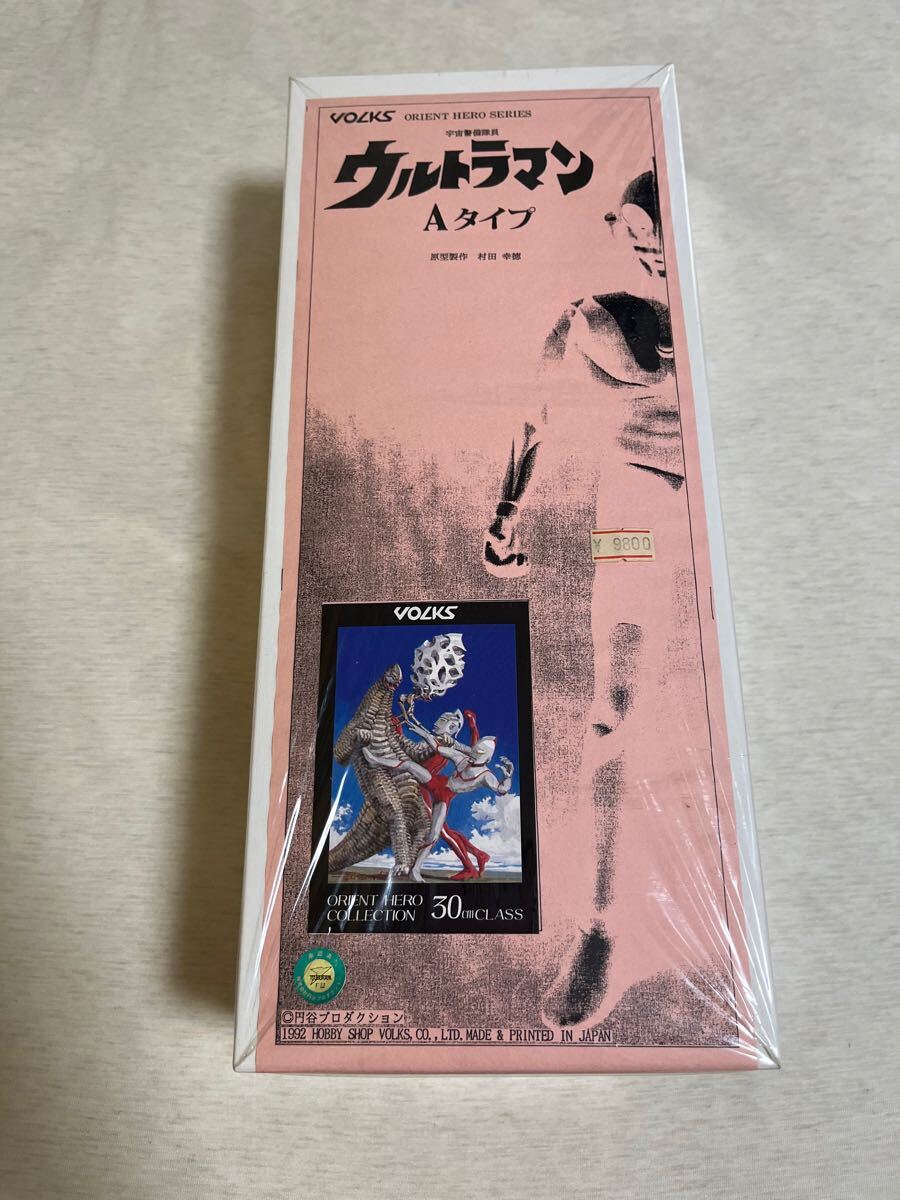 VOLKS ORIENT HERO SERIES
宇宙警備隊員
ウルトラマン
Aタイプ
原型製作 村田 幸徳
¥ 9800
VOLKS
ORIENT HERO
COLLECTION 30cm CLASS
©円谷プロダクション
1992 HOBBY SHOP VOLKS, CO., LTD. MADE & PRINTED IN JAPAN